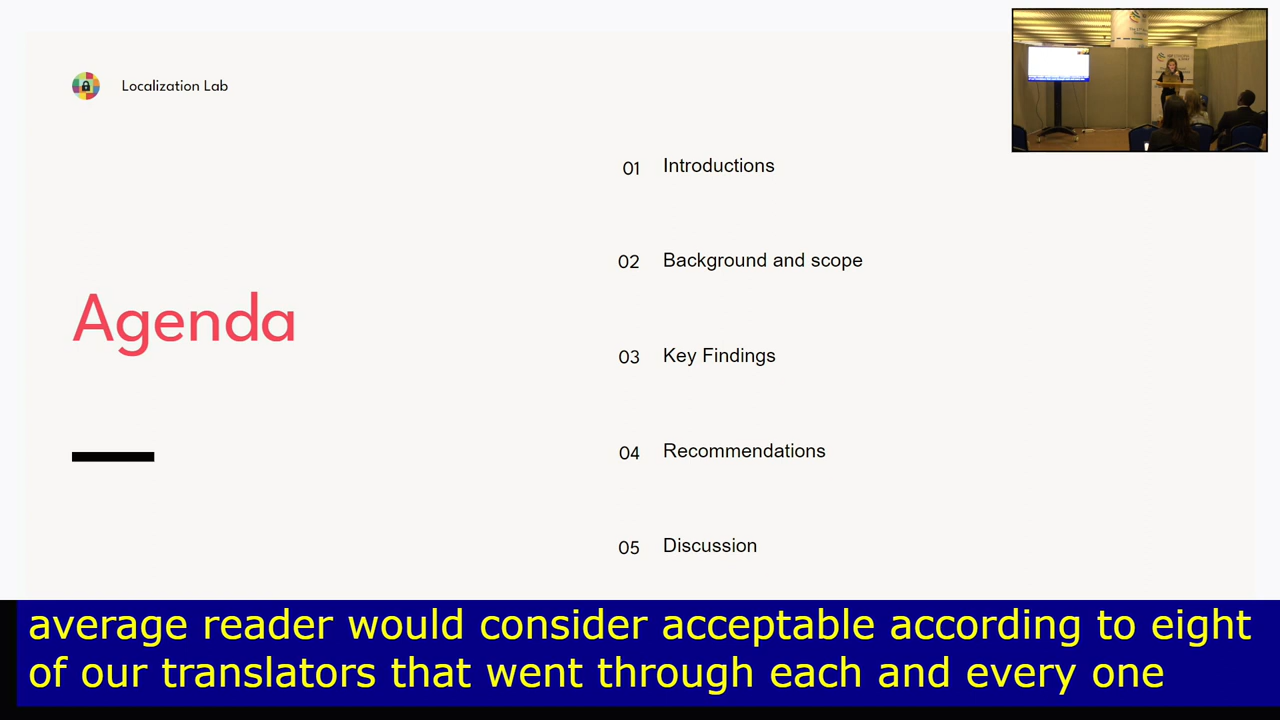 Localization Lab
Agenda
01 Introductions
02 Background and scope
03 Key Findings
04 Recommendations
05 Discussion
average reader would consider acceptable according to eight
of our translators that went through each and every one